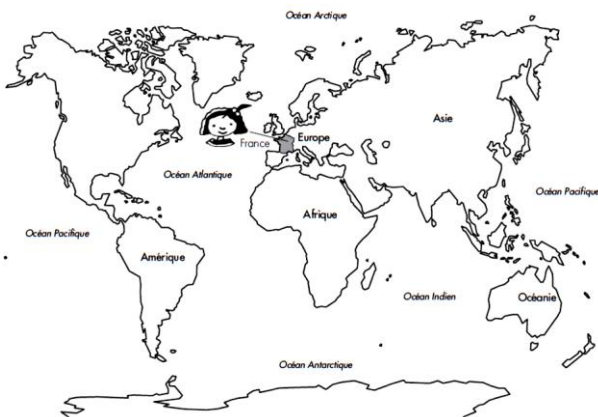 Océan Arctique
Asie
Europe
France
Océan Atlantique
Océan Pacifique
Afrique
Océan Pacifique
Amérique
Océan Indien
Océanie
Océan Antarctique